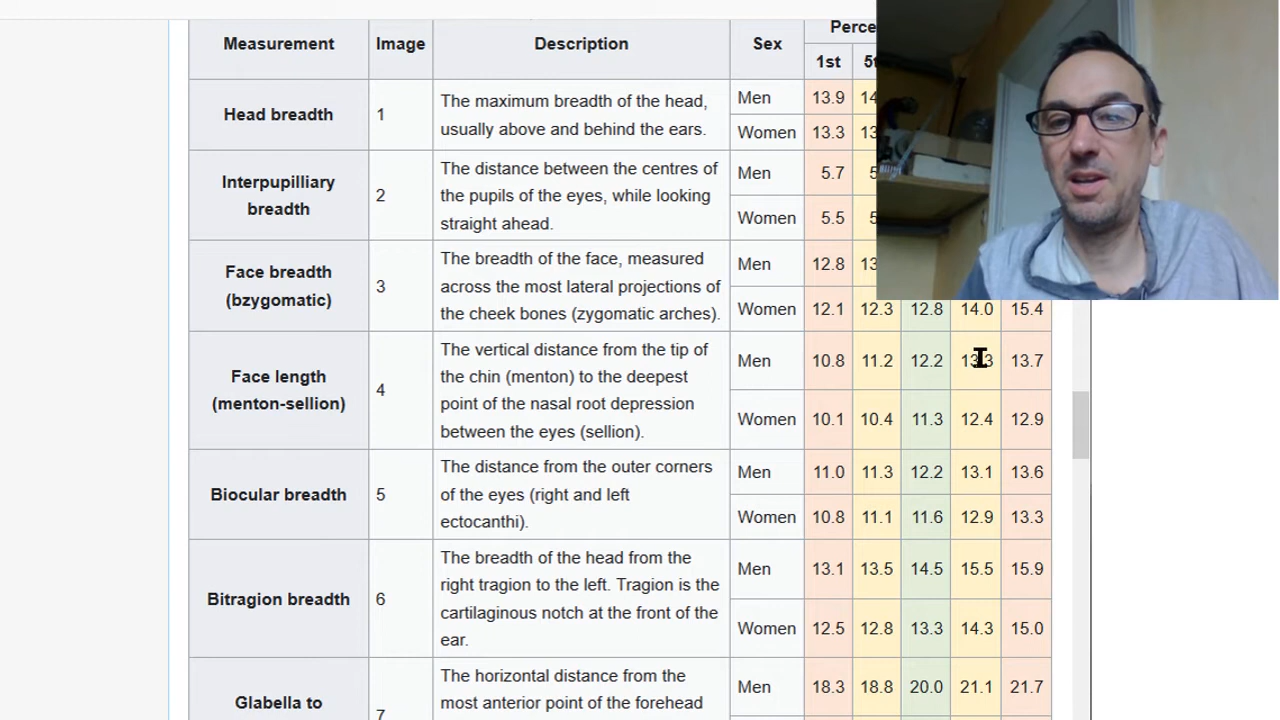 Measurement Image Description Sex Perce
1st 5t
Head breadth 1 The maximum breadth of the head, usually above and behind the ears. Men 13.9 14
Women 13.3 13
Interpupilliary breadth 2 The distance between the centres of the pupils of the eyes, while looking straight ahead. Men 5.7 5
Women 5.5 5
Face breadth (bzygomatic) 3 The breadth of the face, measured across the most lateral projections of the cheek bones (zygomatic arches). Men 12.8 13
Women 12.1 12.3 12.8 14.0 15.4
Face length (menton-sellion) 4 The vertical distance from the tip of the chin (menton) to the deepest point of the nasal root depression between the eyes (sellion). Men 10.8 11.2 12.2 13.3 13.7
Women 10.1 10.4 11.3 12.4 12.9
Biocular breadth 5 The distance from the outer corners of the eyes (right and left ectocanthi). Men 11.0 11.3 12.2 13.1 13.6
Women 10.8 11.1 11.6 12.9 13.3
Bitragion breadth 6 The breadth of the head from the right tragion to the left. Tragion is the cartilaginous notch at the front of the ear. Men 13.1 13.5 14.5 15.5 15.9
Women 12.5 12.8 13.3 14.3 15.0
Glabella to 7 The horizontal distance from the most anterior point of the forehead Men 18.3 18.8 20.0 21.1 21.7